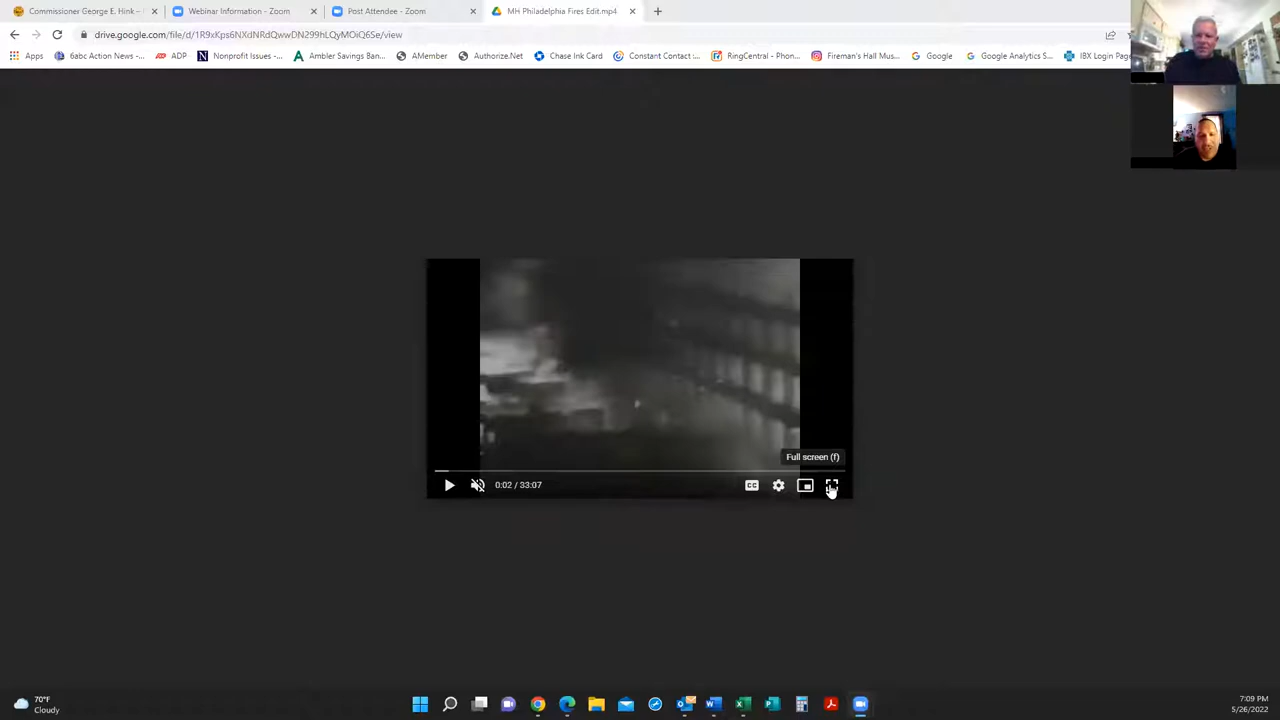 Commissioner George E. Hink –
Webinar Information - Zoom
Post Attendee - Zoom
MH Philadelphia Fires Edit.mp4
drive.google.com/file/d/1R9xKps6NXdNRdQwwDN299hLQyMOiQ6Se/view
Apps
6abc Action News -...
ADP
Nonprofit Issues -...
Ambler Savings Ban...
AMember
Authorize.Net
Chase Ink Card
Constant Contact :...
RingCentral - Phon...
Fireman's Hall Mus...
Google
Google Analytics S...
IBX Login Page
Full screen (f)
0:02 / 33:07
CC
70°F
Cloudy
7:09 PM
5/26/2022